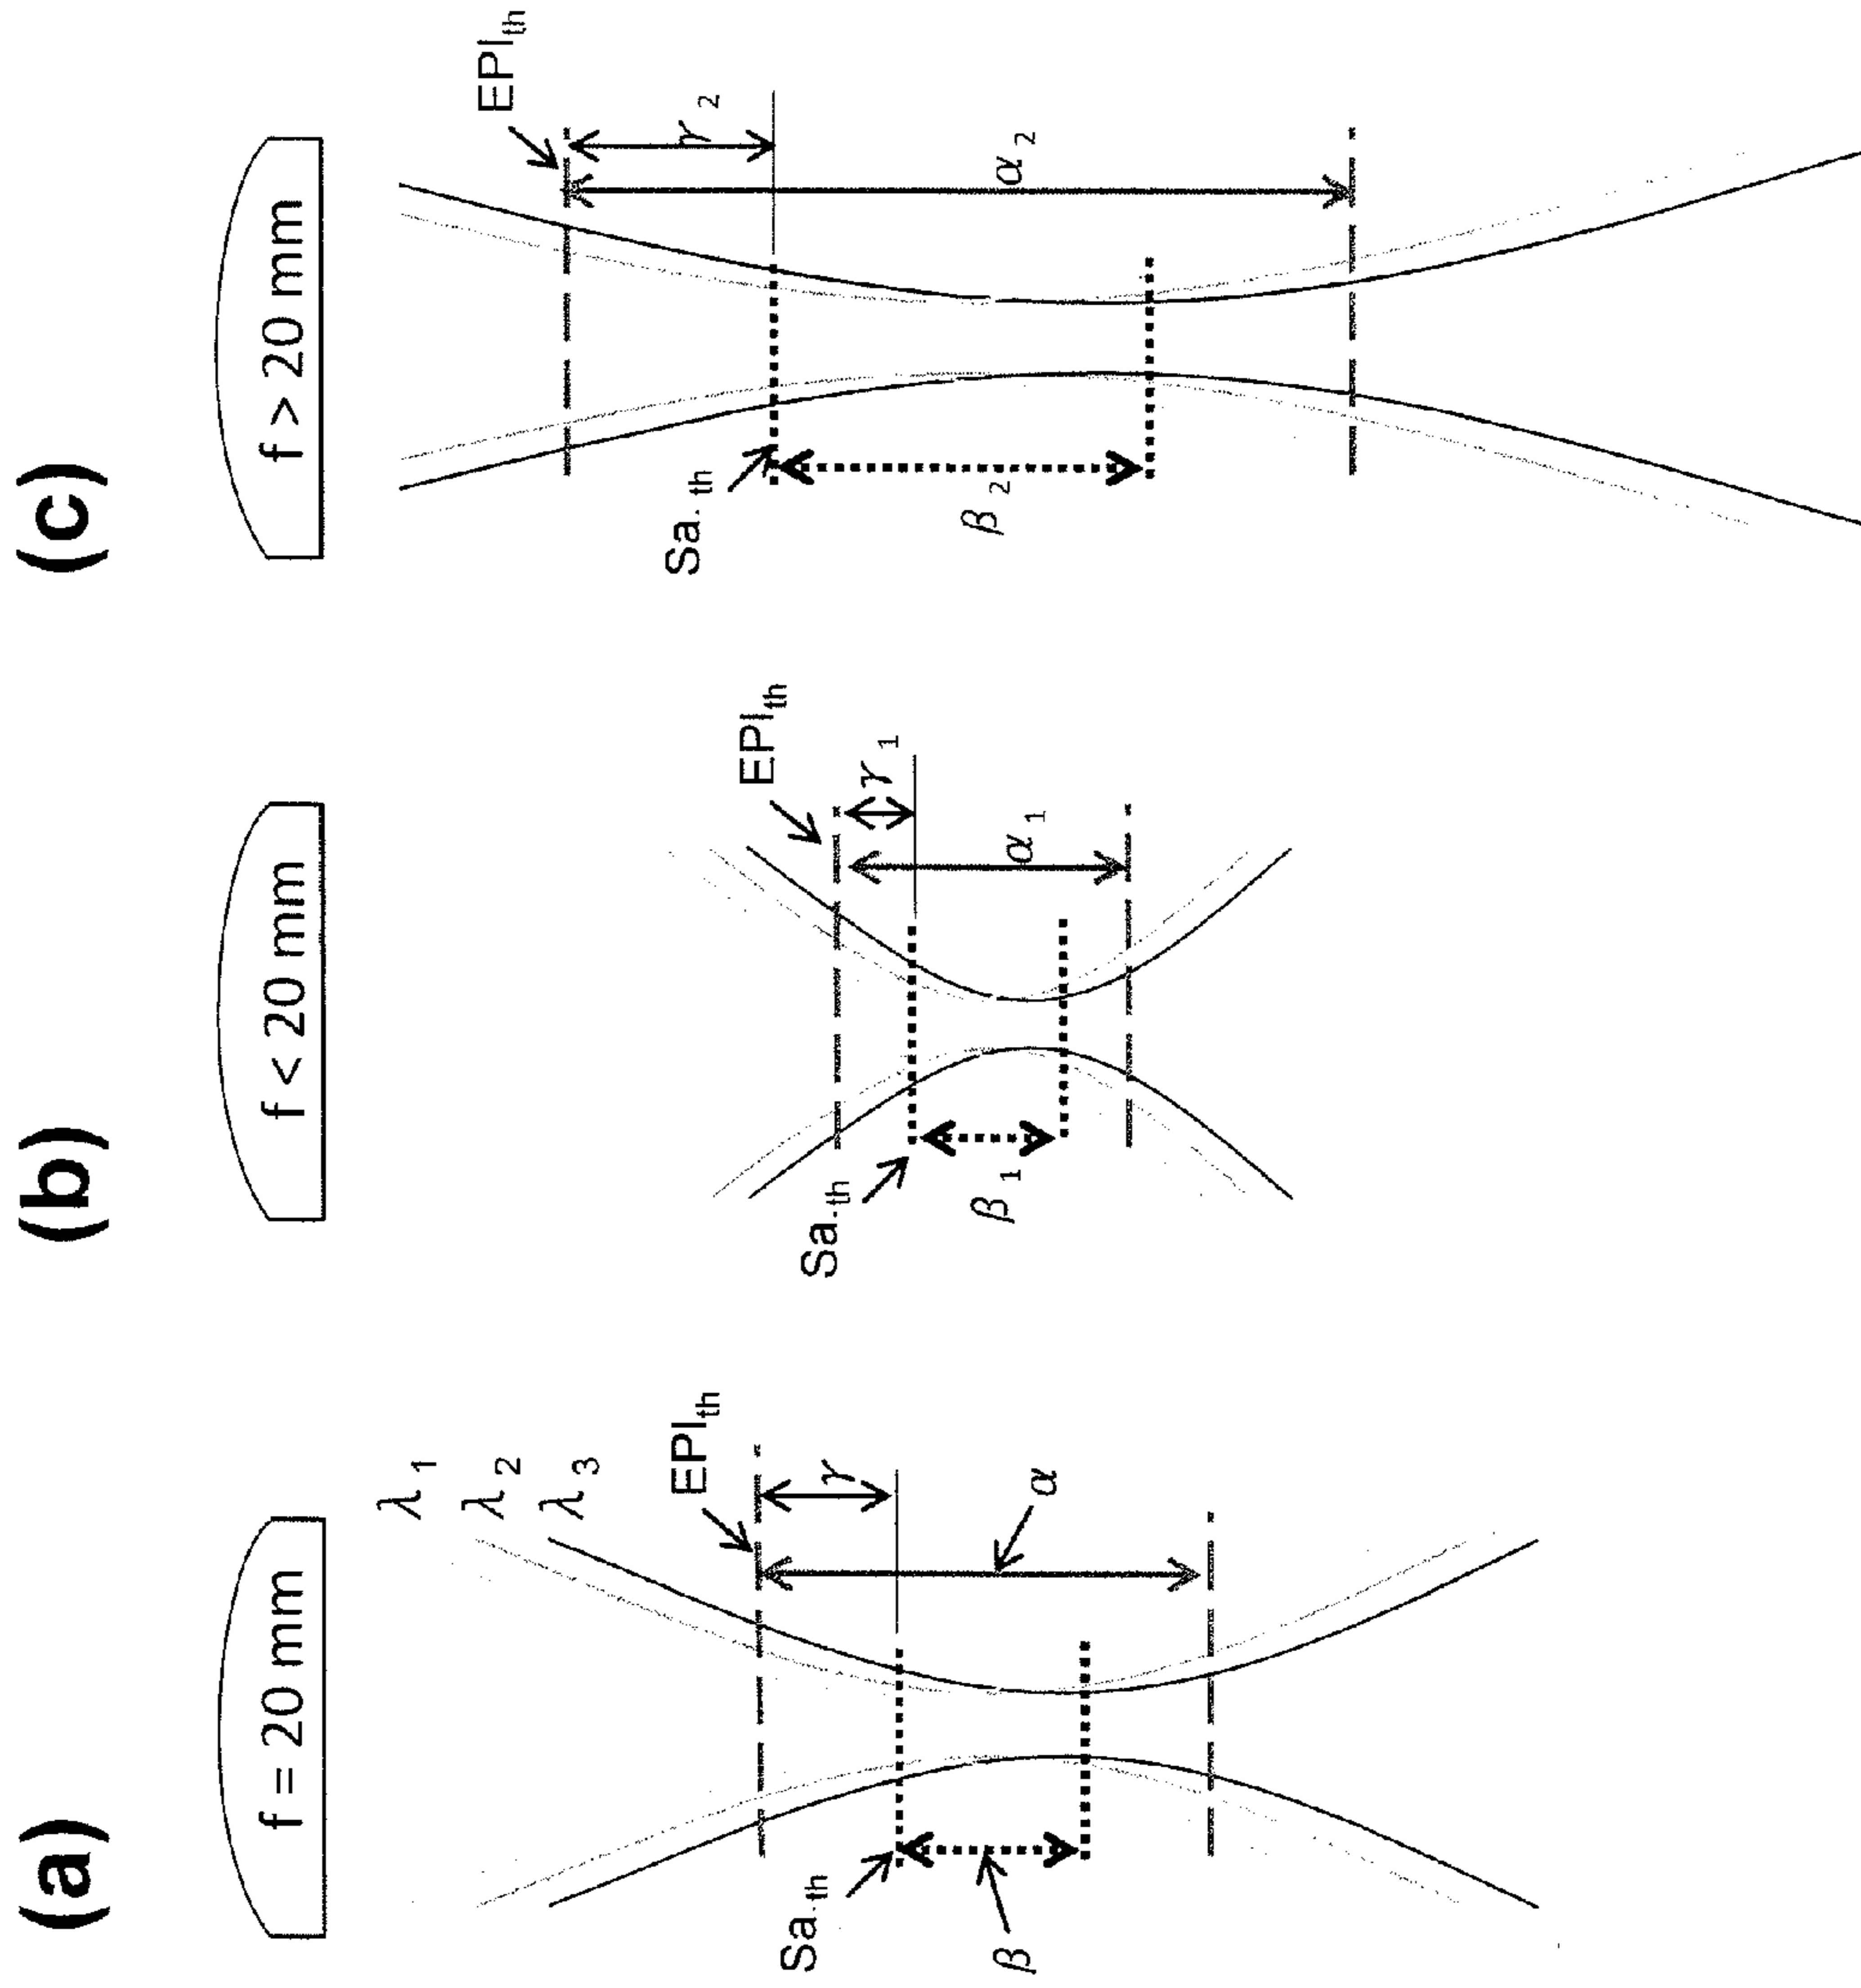 (a)
f = 20 mm
λ1
λ2
λ3
EPIth
γ
α
Sa.th
β
(b)
f < 20 mm
EPIth
γ1
α1
Sa.th
β1
(c)
f > 20 mm
EPIth
γ2
α2
Sa.th
β2